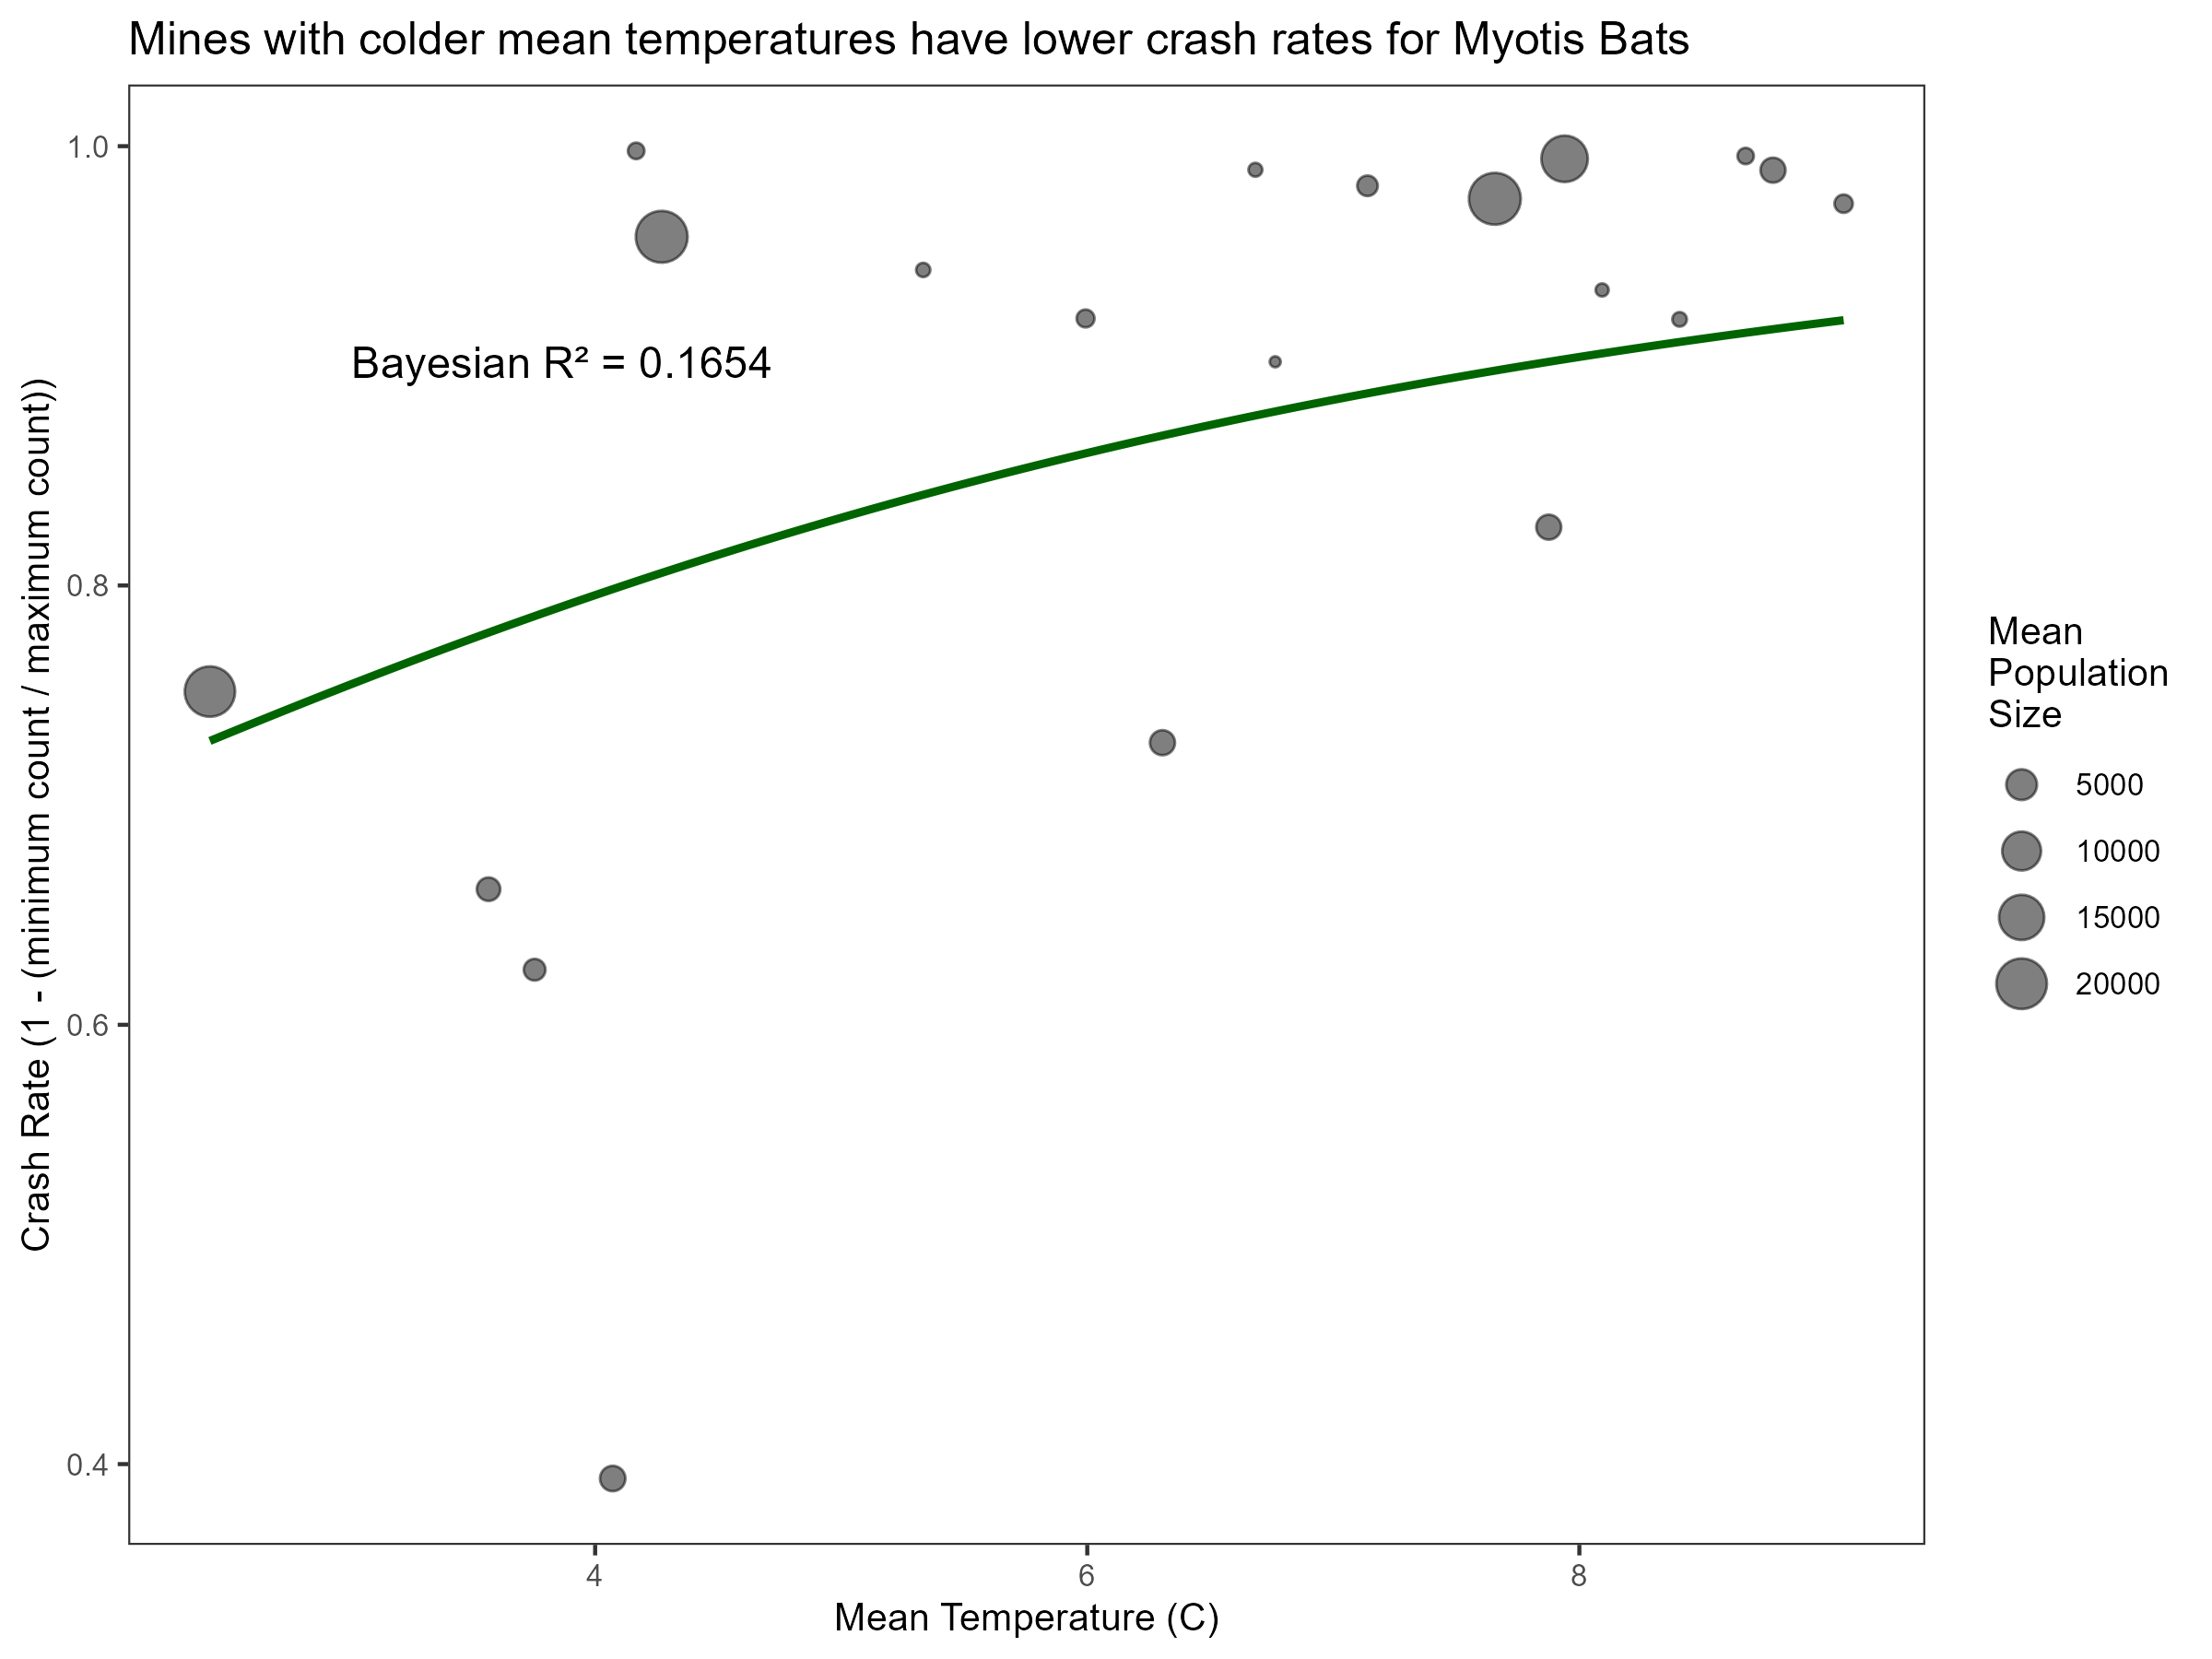 Mines with colder mean temperatures have lower crash rates for Myotis Bats
Crash Rate (1 - (minimum count / maximum count))
1.0
0.8
0.6
0.4
Bayesian R² = 0.1654
4
6
8
Mean Temperature (C)
Mean
Population
Size
5000
10000
15000
20000